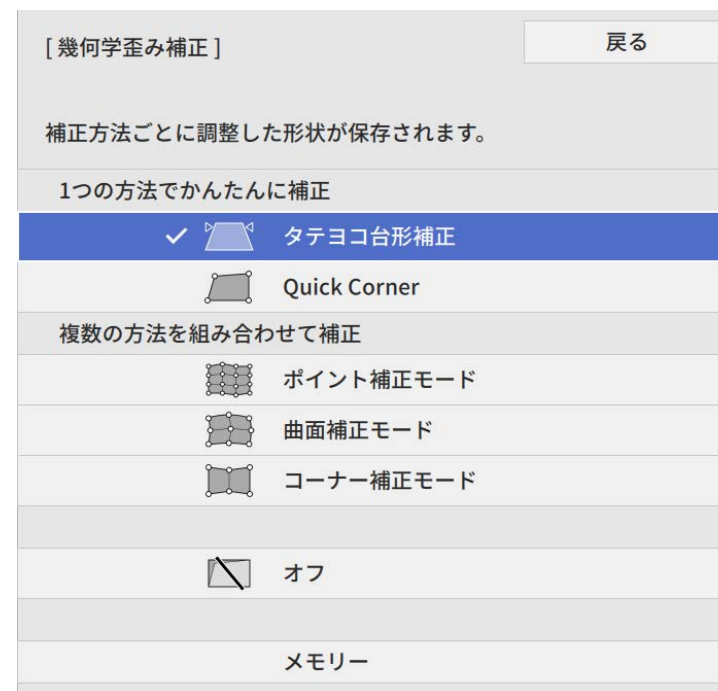 [ 幾何学歪み補正 ]
戻る
補正方法ごとに調整した形状が保存されます。
1つの方法でかんたんに補正
タテヨコ台形補正
Quick Corner
複数の方法を組み合わせて補正
ポイント補正モード
曲面補正モード
コーナー補正モード
オフ
メモリー